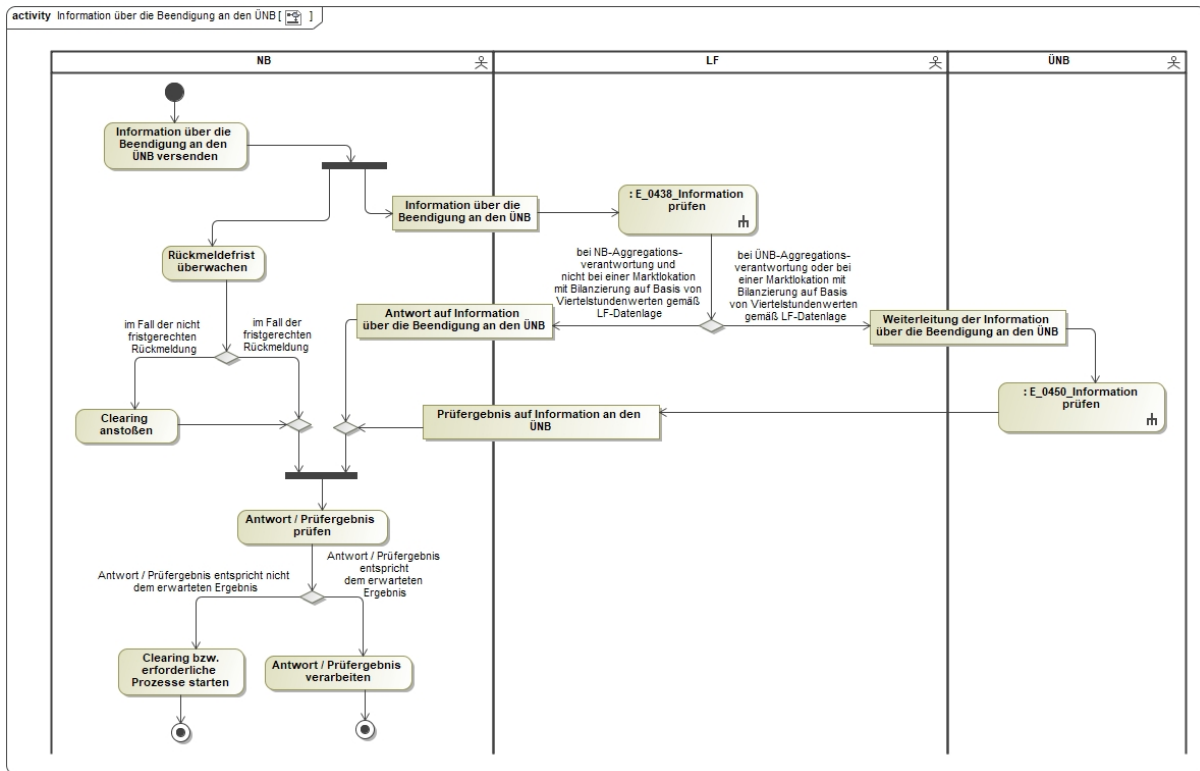 activity Information über die Beendigung an den ÜNB [ ]
NB
LF
ÜNB
Information über die
Beendigung an den
ÜNB versenden
Information über die
Beendigung an den ÜNB
: E_0438_Information
prüfen
Rückmeldefrist
überwachen
bei NB-Aggregations-
verantwortung und
nicht bei einer Marktlokation
mit Bilanzierung auf Basis von
Viertelstundenwerten gemäß
LF-Datenlage
bei ÜNB-Aggregations-
verantwortung oder bei
einer Marktlokation mit
Bilanzierung auf Basis
von Viertelstundenwerten
gemäß LF-Datenlage
Antwort auf Information
über die Beendigung an den ÜNB
Weiterleitung der Information
über die Beendigung an den ÜNB
im Fall der nicht
fristgerechten
Rückmeldung
im Fall der
fristgerechten
Rückmeldung
: E_0450_Information
prüfen
Clearing
anstoßen
Prüfergebnis auf Information an den
ÜNB
Antwort / Prüfergebnis
prüfen
Antwort / Prüfergebnis entspricht nicht
dem erwarteten Ergebnis
Antwort / Prüfergebnis
entspricht
dem erwarteten
Ergebnis
Clearing bzw.
erforderliche
Prozesse starten
Antwort / Prüfergebnis
verarbeiten